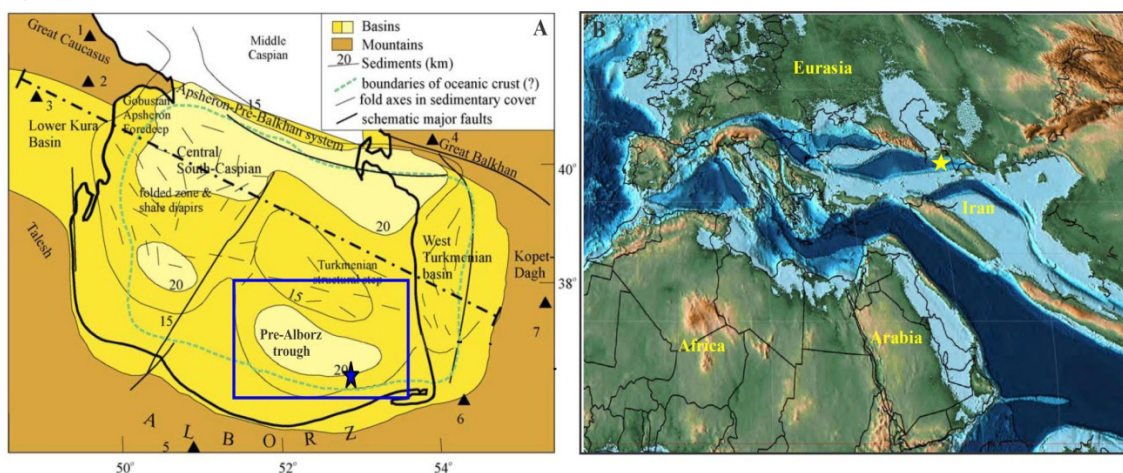 A
Basins
Mountains
20 Sediments (km)
boundaries of oceanic crust (?)
fold axes in sedimentary cover
schematic major faults
Middle
Caspian
Great Caucasus
1
2
3
Lower Kura
Basin
Gobustan
Apsheron
Foredeep
15
Apsheron-Pre-Balkhan system
4
Great Balkhan
Central
South-Caspian
folded zone &
shale diapirs
20
20
15
Talesh
West
Turkmenian
basin
Kopet-
Dagh
Turkmenian
structural step
15
Pre-Alborz
trough
20
7
6
A L B O R Z
5
40°
38°
50°
52°
54°
B
Eurasia
Iran
Africa
Arabia